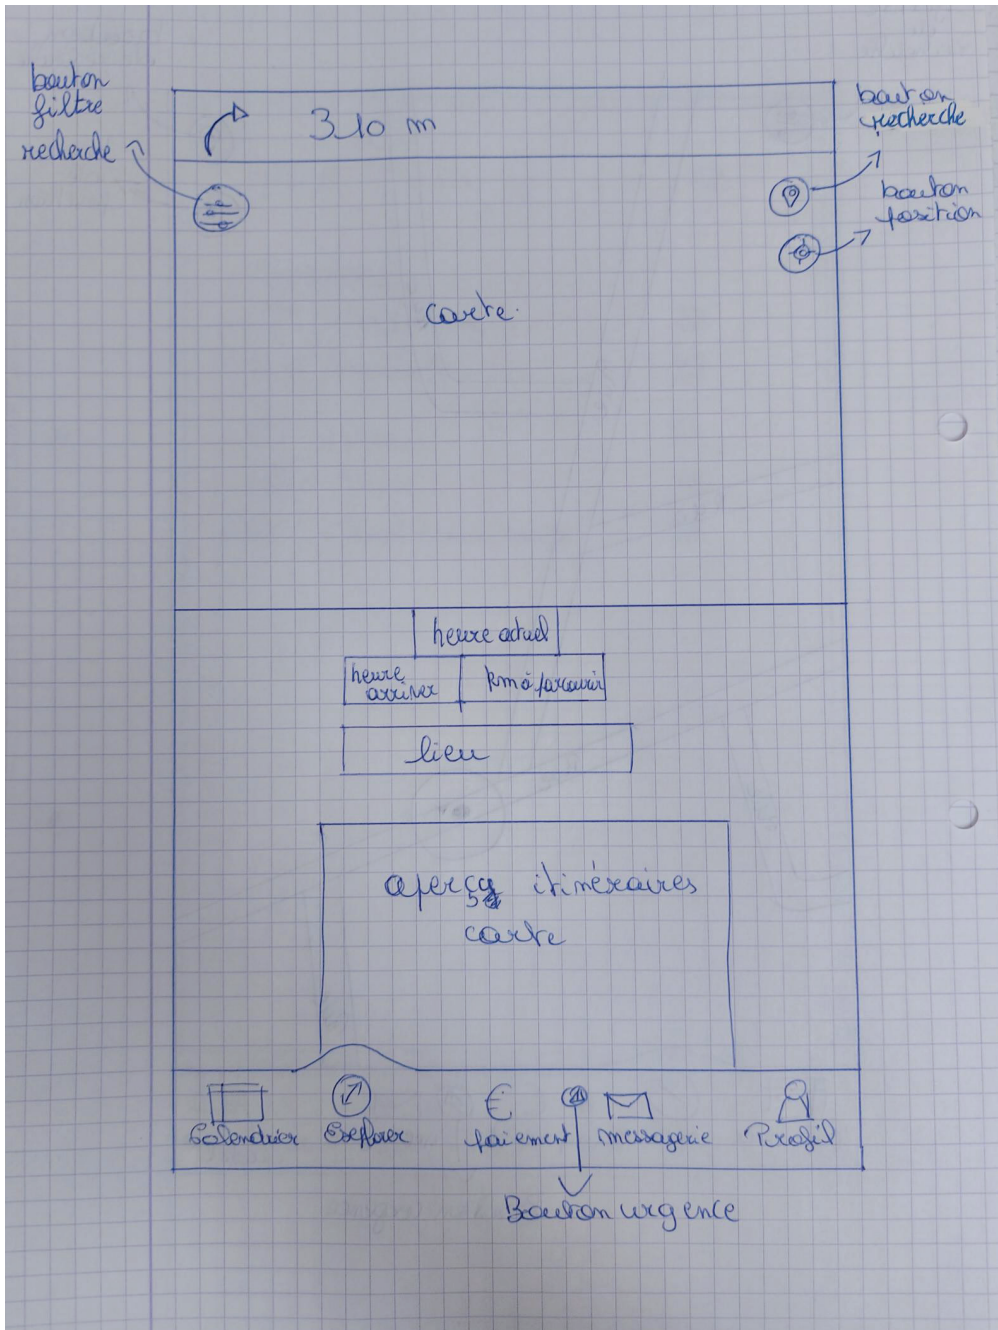 bouton
filtre
recherche
310 m
bouton
recherche
bouton
position
carte.
heure actuel
heure
arriver
km à parcourir
lieu
aperçu itinéraires
carte
€
Calendrier
Explorer
paiement
messagerie
Profil
Bouton urgence